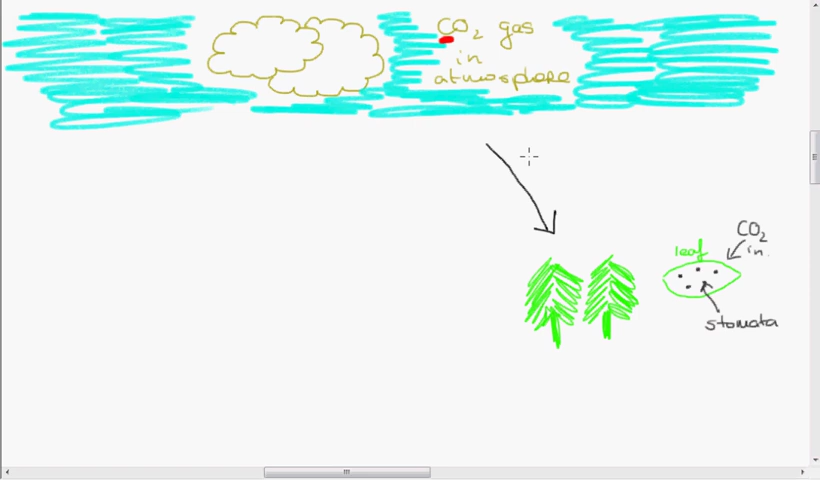 CO₂ gas
in
atmosphere
leaf
CO₂
in.
stomata